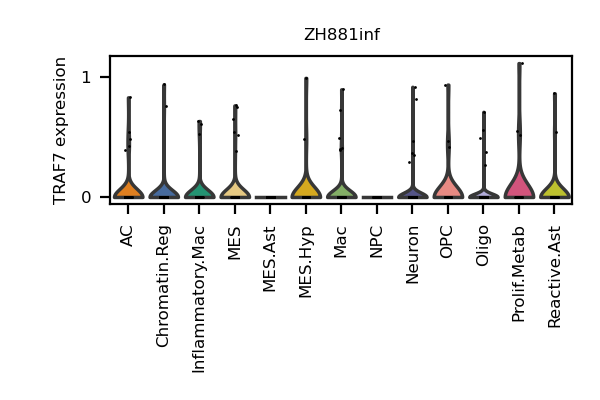 ZH881inf
TRAF7 expression
1
0
AC
Chromatin.Reg
Inflammatory.Mac
MES
MES.Ast
MES.Hyp
Mac
NPC
Neuron
OPC
Oligo
Prolif.Metab
Reactive.Ast